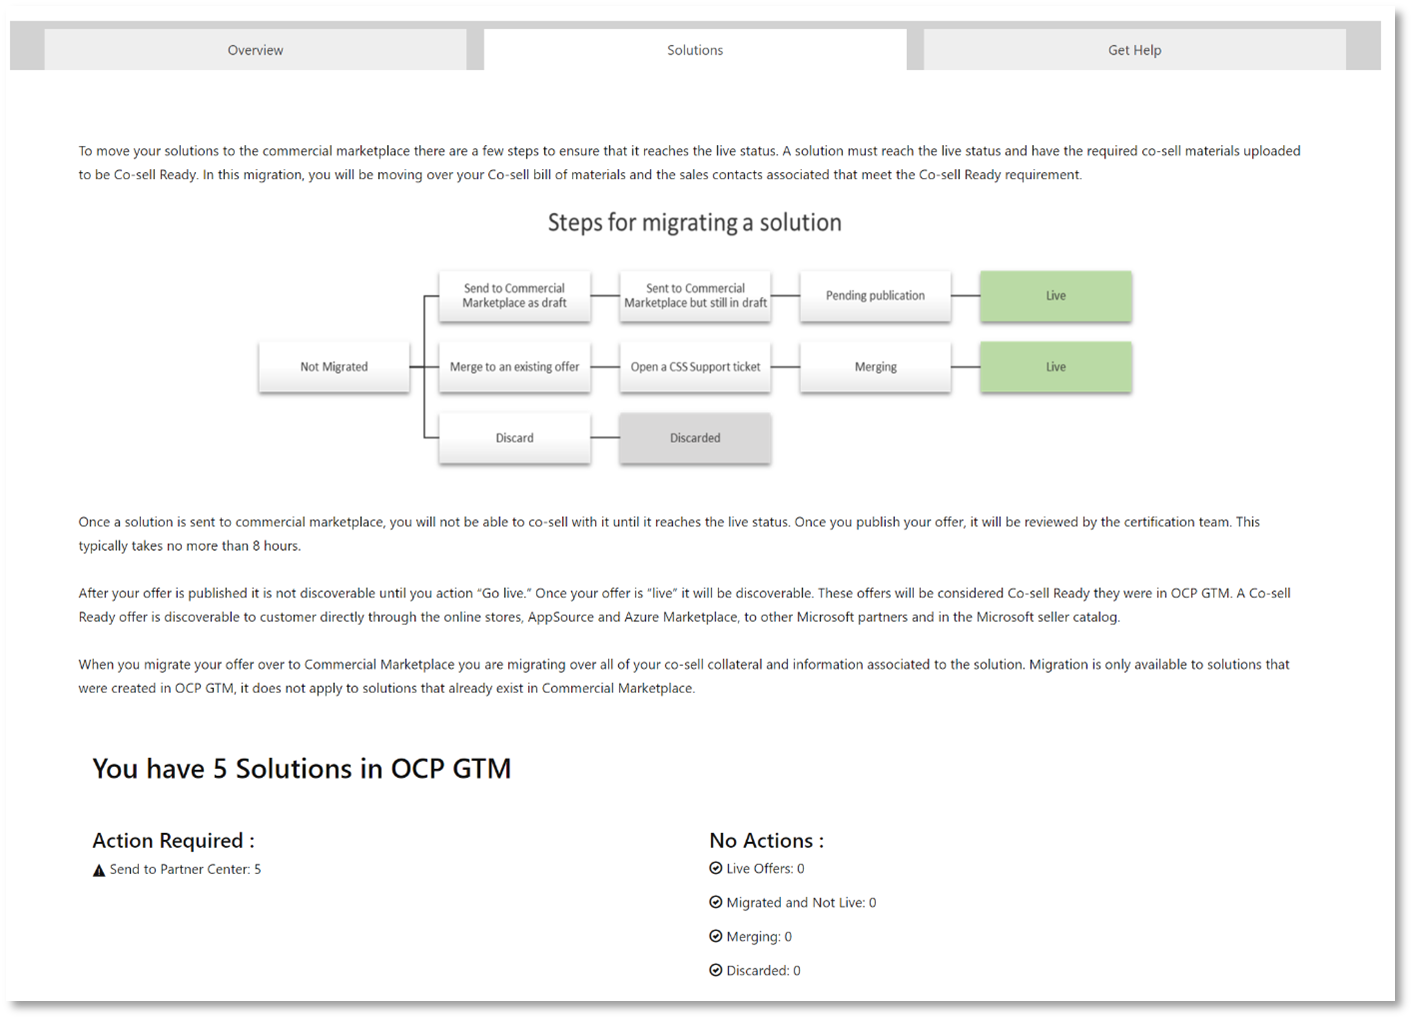 Overview
Solutions
Get Help
To move your solutions to the commercial marketplace there are a few steps to ensure that it reaches the live status. A solution must reach the live status and have the required co-sell materials uploaded
to be Co-sell Ready. In this migration, you will be moving over your Co-sell bill of materials and the sales contacts associated that meet the Co-sell Ready requirement.
Steps for migrating a solution
Send to Commercial
Marketplace as draft
Sent to Commercial
Marketplace but still in draft
Pending publication
Live
Not Migrated
Merge to an existing offer
Open a CSS Support ticket
Merging
Live
Discard
Discarded
Once a solution is sent to commercial marketplace, you will not be able to co-sell with it until it reaches the live status. Once you publish your offer, it will be reviewed by the certification team. This
typically takes no more than 8 hours.
After your offer is published it is not discoverable until you action “Go live.” Once your offer is “live” it will be discoverable. These offers will be considered Co-sell Ready they were in OCP GTM. A Co-sell
Ready offer is discoverable to customer directly through the online stores, AppSource and Azure Marketplace, to other Microsoft partners and in the Microsoft seller catalog.
When you migrate your offer over to Commercial Marketplace you are migrating over all of your co-sell collateral and information associated to the solution. Migration is only available to solutions that
were created in OCP GTM, it does not apply to solutions that already exist in Commercial Marketplace.
You have 5 Solutions in OCP GTM
Action Required :
Send to Partner Center: 5
No Actions :
Live Offers: 0
Migrated and Not Live: 0
Merging: 0
Discarded: 0